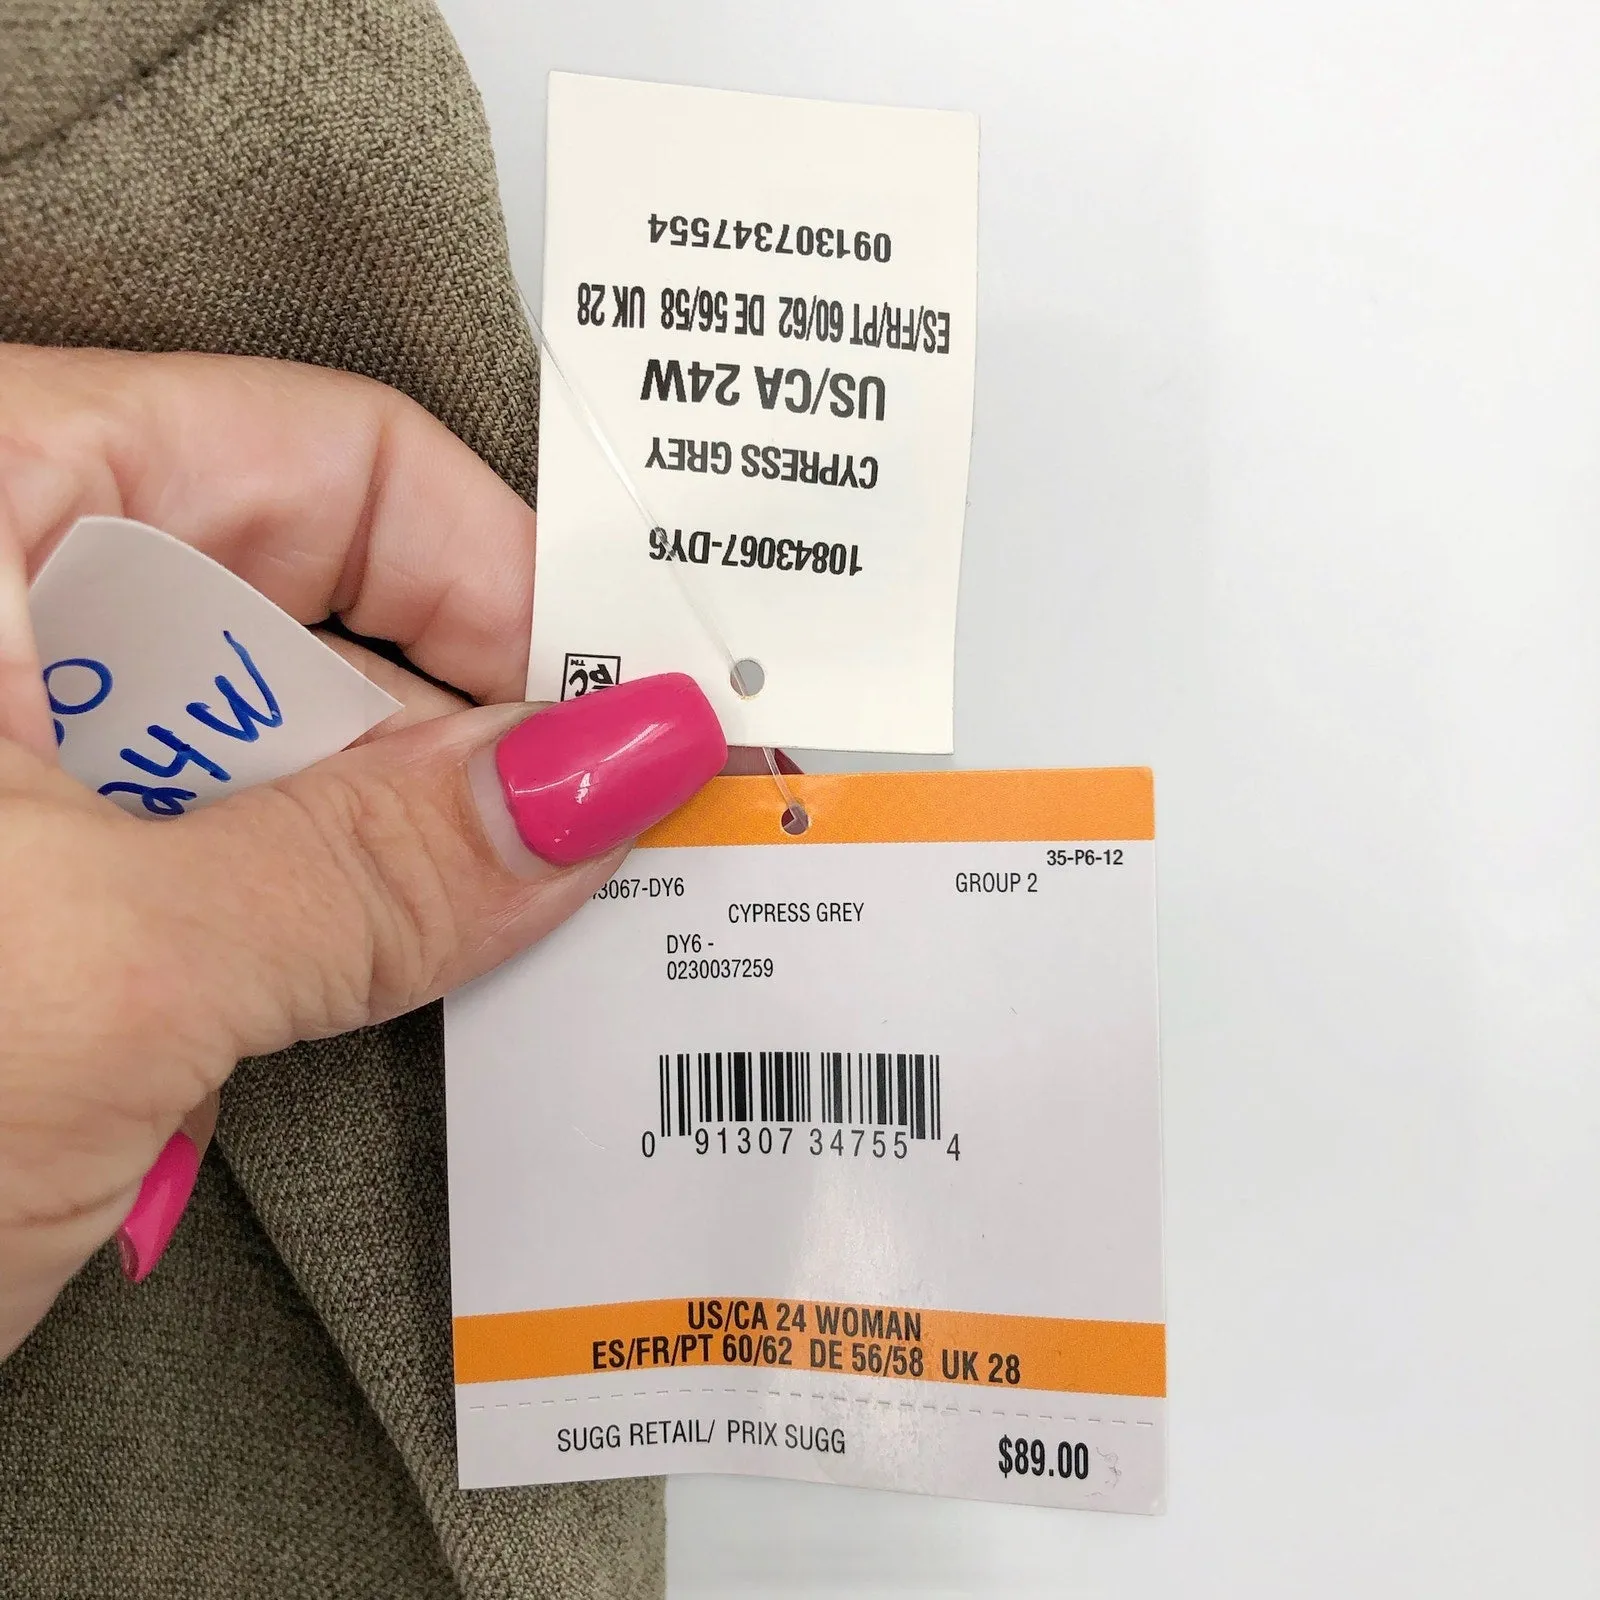 091307347554
ES/FR/PT 60/62 DE 56/58 UK 28
US/CA 24W
CYPRESS GREY
10843067-DY6
24W
35-P6-12
3067-DY6 GROUP 2
CYPRESS GREY
DY6 -
0230037259
0 91307 34755 4
US/CA 24 WOMAN
ES/FR/PT 60/62 DE 56/58 UK 28
SUGG RETAIL/ PRIX SUGG $89.00